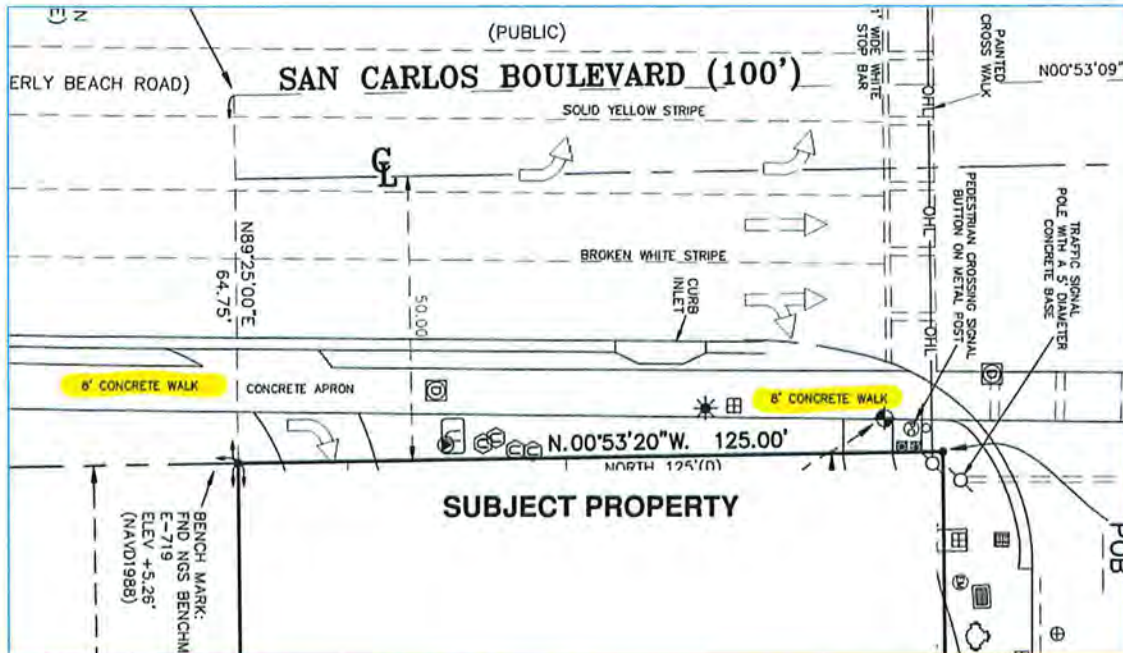 N
E)
(PUBLIC)
SAN CARLOS BOULEVARD (100')
ERLY BEACH ROAD)
SOLID YELLOW STRIPE
1' WIDE WHITE
STOP BAR
OHL
PAINTED
CROSS WALK
N00°53'09"
CL
N89°25'00"E
64.75'
50.00
BROKEN WHITE STRIPE
CURB
INLET
OHL
PEDESTRIAN CROSSING SIGNAL
BUTTON ON METAL POST
TRAFFIC SIGNAL
POLE WITH A 5' DIAMETER
CONCRETE BASE
OHL
8' CONCRETE WALK
CONCRETE APRON
8' CONCRETE WALK
N.00°53'20"W. 125.00'
NORTH 125'(D)
SUBJECT PROPERTY
BENCH MARK:
FND NGS BENCHM
E-719
ELEV +5.26'
(NAVD1988)
PUB